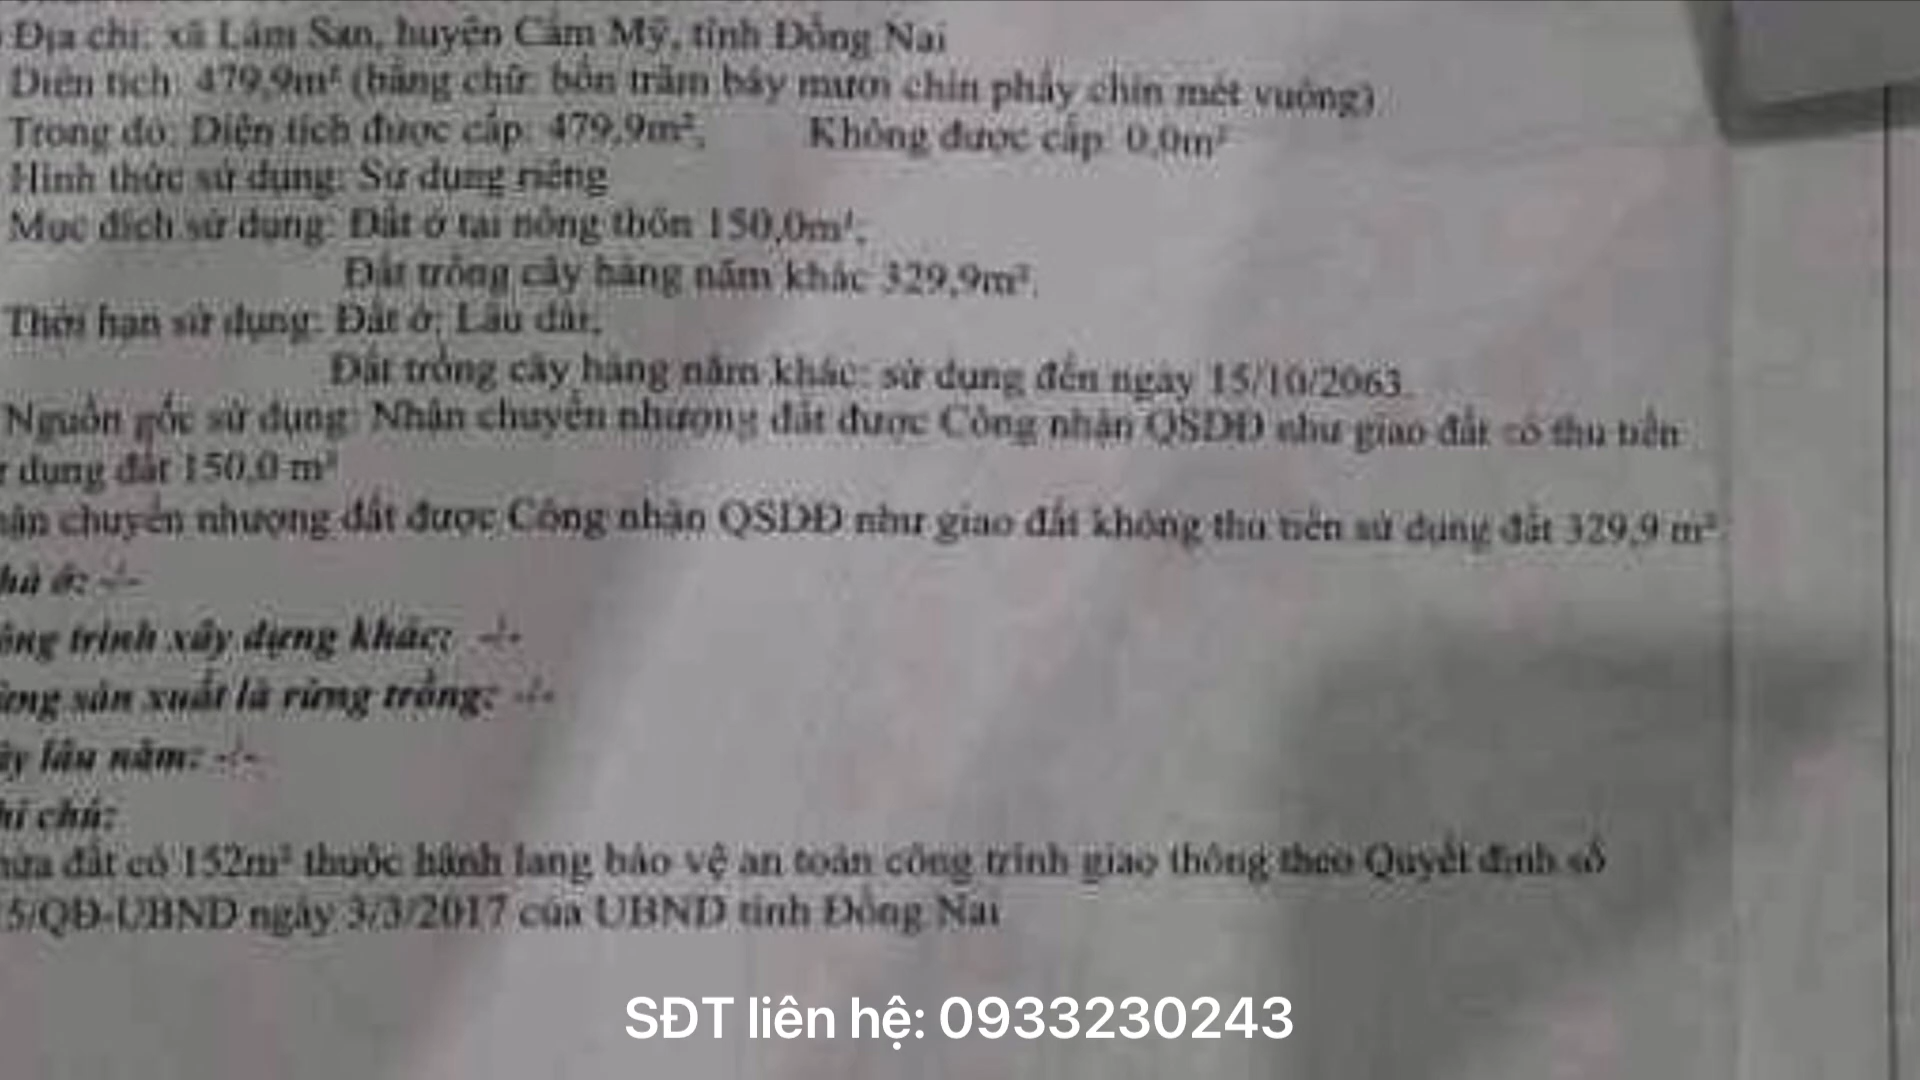 Địa chỉ: xã Lâm San, huyện Cẩm Mỹ, tỉnh Đồng Nai
Diện tích: 479,9m² (bằng chữ: bốn trăm bảy mươi chín phẩy chín mét vuông)
Trong đó: Diện tích được cấp: 479,9m²; Không được cấp: 0,0m²
Hình thức sử dụng: Sử dụng riêng
Mục đích sử dụng: Đất ở tại nông thôn 150,0m²;
Đất trồng cây hàng năm khác 329,9m².
Thời hạn sử dụng: Đất ở: Lâu dài;
Đất trồng cây hàng năm khác: sử dụng đến ngày 15/10/2063
Nguồn gốc sử dụng: Nhận chuyển nhượng đất được Công nhận QSDĐ như giao đất có thu tiền
dụng đất 150,0 m²
chuyển nhượng đất được Công nhận QSDĐ như giao đất không thu tiền sử dụng đất 329,9 m²
ở: -/-
trình xây dựng khác: -/-
sản xuất là rừng trồng: -/-
lâu năm: -/-
chú:
đất có 152m² thuộc hành lang bảo vệ an toàn công trình giao thông theo Quyết định số
5/QĐ-UBND ngày 3/3/2017 của UBND tỉnh Đồng Nai
SĐT liên hệ: 0933230243